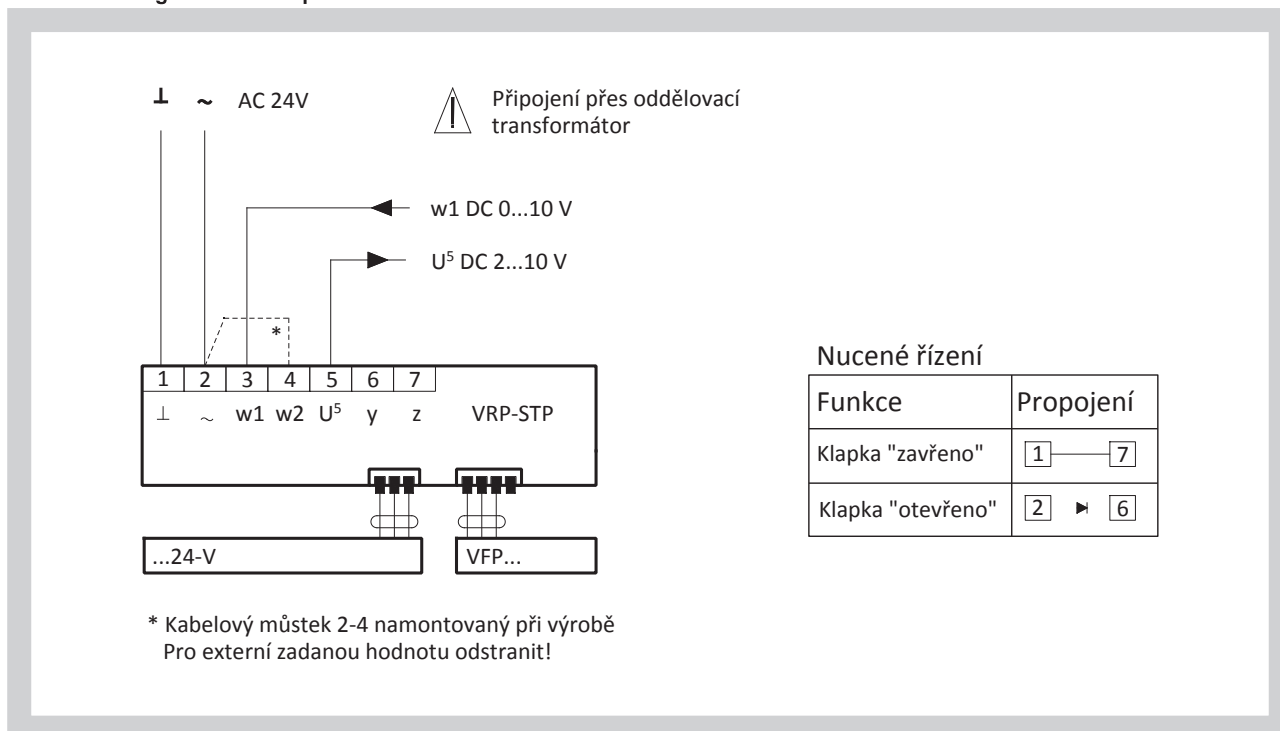 ⊥ ~ AC 24V
Připojení přes oddělovací
transformátor
w1 DC 0...10 V
U⁵ DC 2...10 V
*
1 2 3 4 5 6 7
⊥ ~ w1 w2 U⁵ y z VRP-STP
...24-V VFP...
* Kabelový můstek 2-4 namontovaný při výrobě
Pro externí zadanou hodnotu odstranit!
Nucené řízení
Funkce Propojení
Klapka "zavřeno" 1 7
Klapka "otevřeno" 2 6